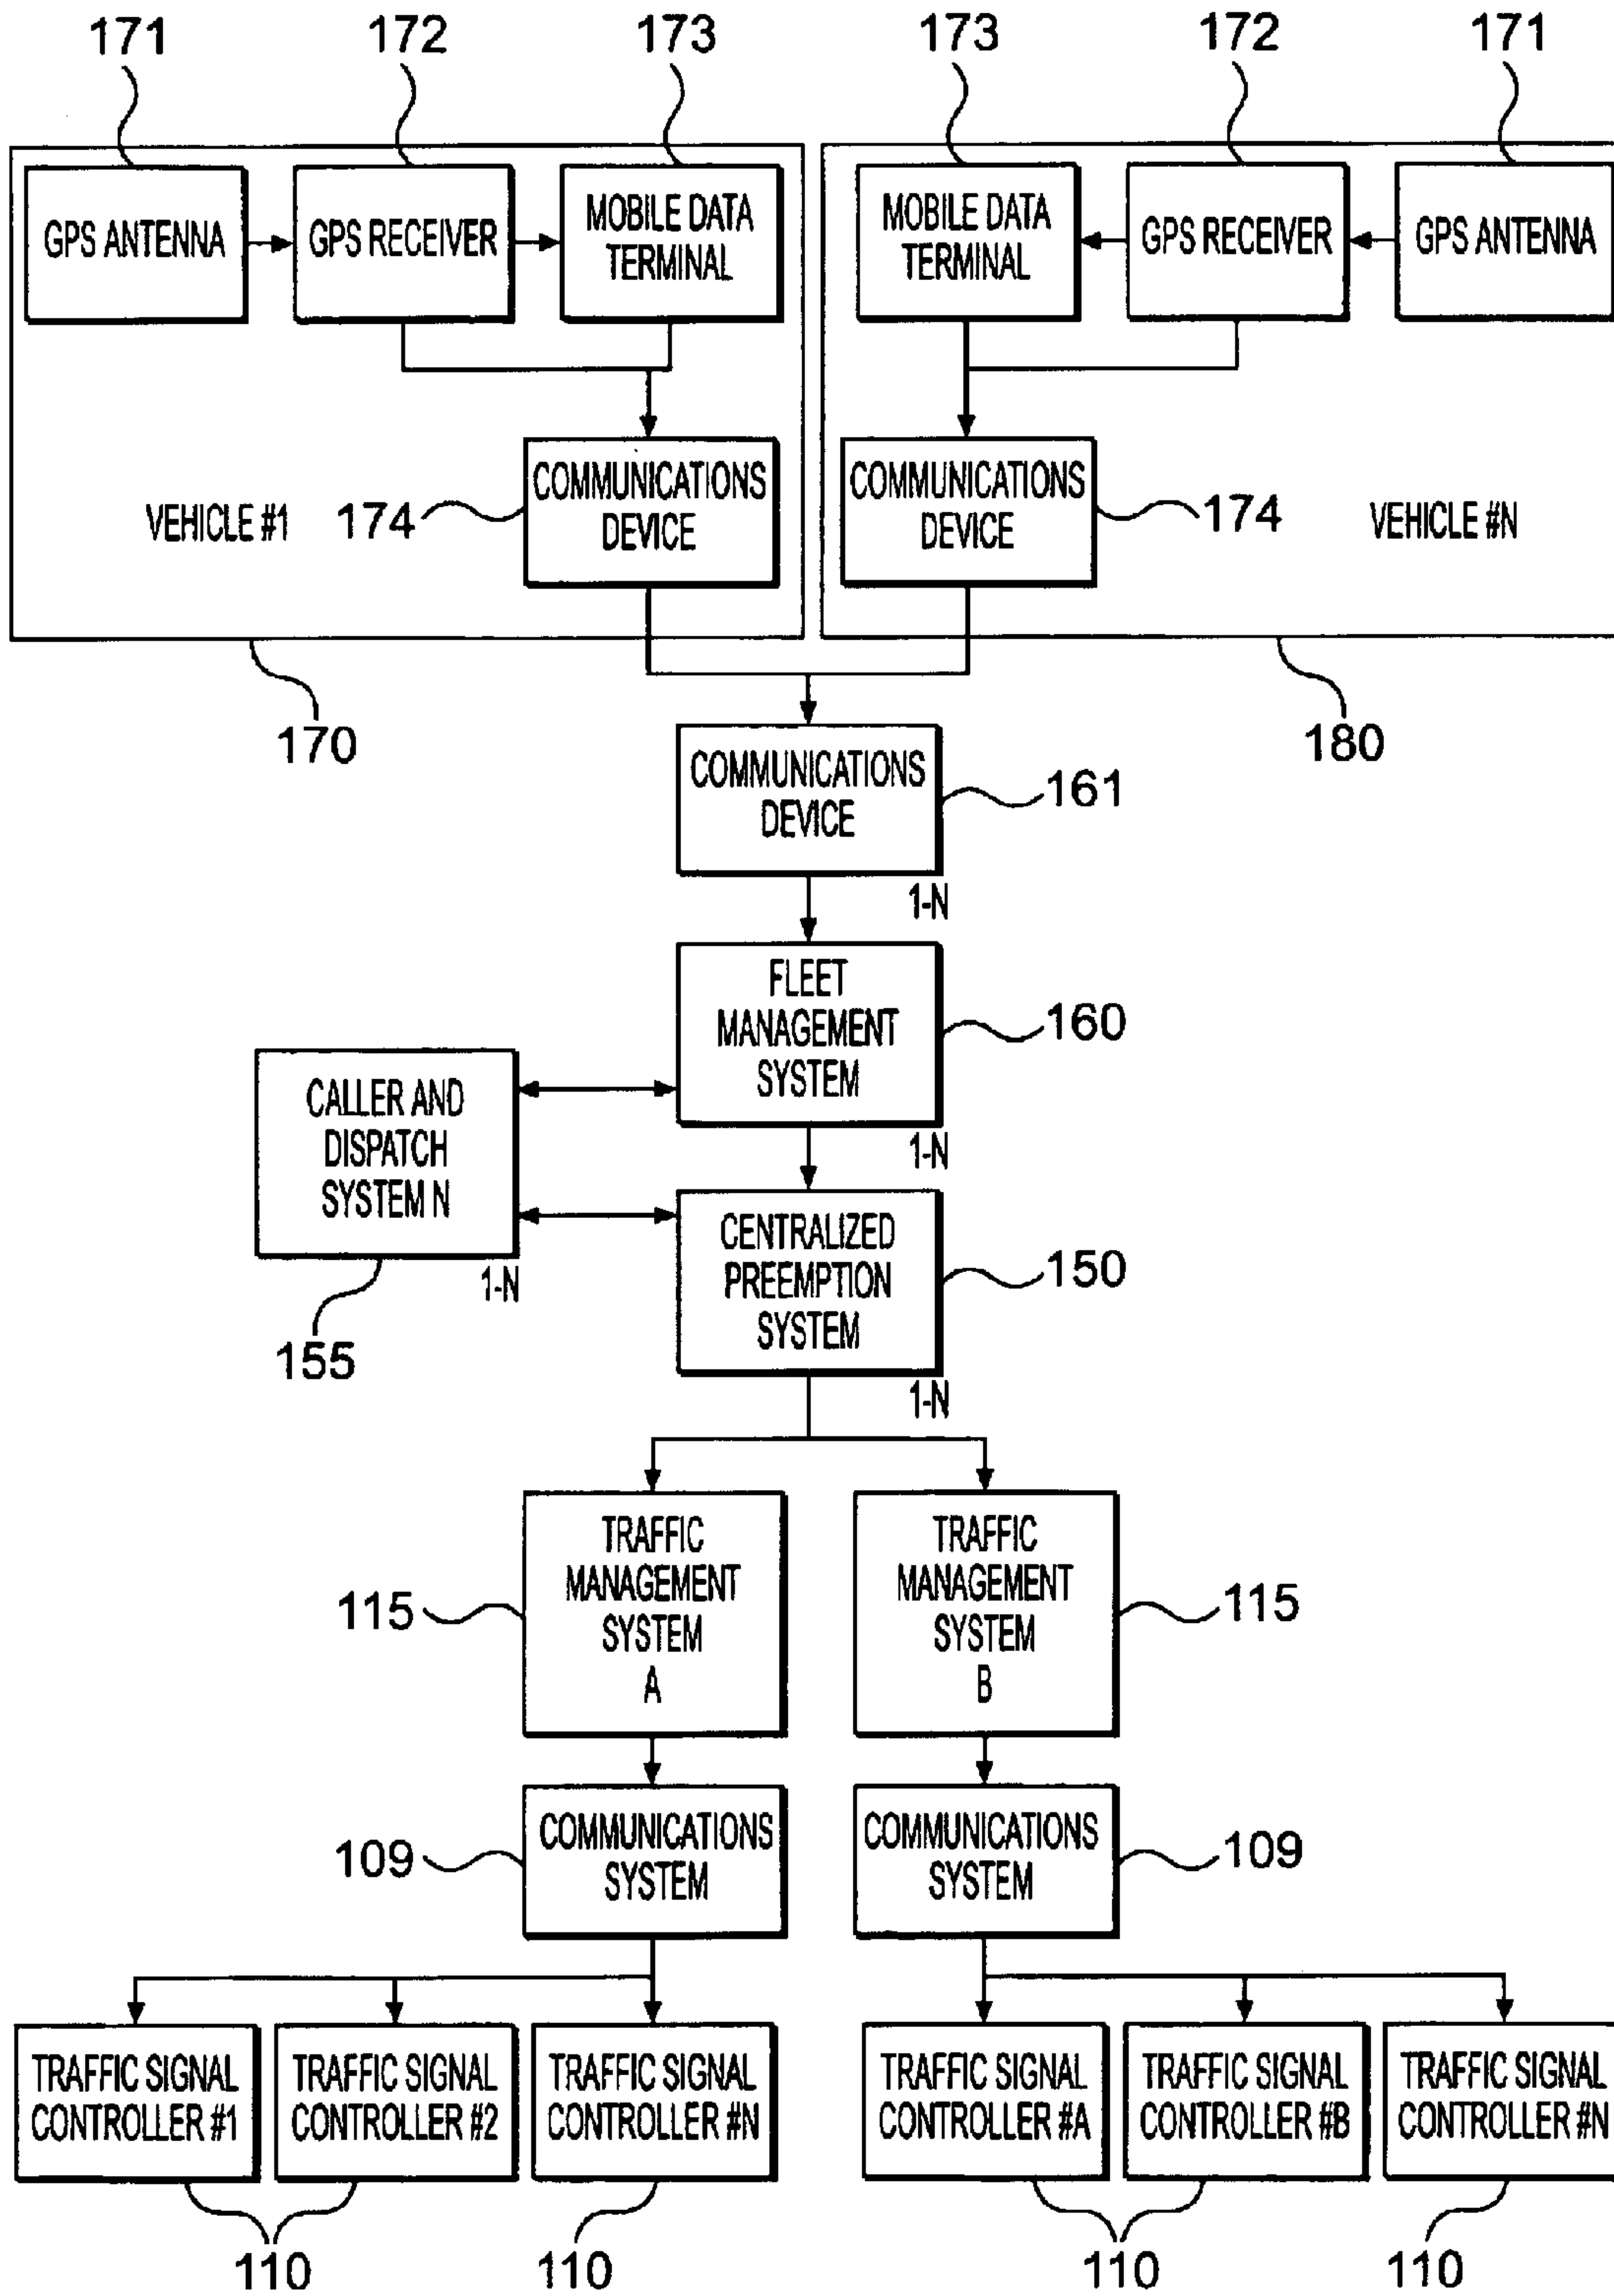 171
172
173
173
172
171
GPS ANTENNA
GPS RECEIVER
MOBILE DATA
TERMINAL
MOBILE DATA
TERMINAL
GPS RECEIVER
GPS ANTENNA
VEHICLE #1
174
COMMUNICATIONS
DEVICE
COMMUNICATIONS
DEVICE
174
VEHICLE #N
170
180
COMMUNICATIONS
DEVICE
161
1-N
FLEET
MANAGEMENT
SYSTEM
160
1-N
CALLER AND
DISPATCH
SYSTEM N
1-N
155
CENTRALIZED
PREEMPTION
SYSTEM
150
1-N
115
TRAFFIC
MANAGEMENT
SYSTEM
A
TRAFFIC
MANAGEMENT
SYSTEM
B
115
109
COMMUNICATIONS
SYSTEM
COMMUNICATIONS
SYSTEM
109
TRAFFIC SIGNAL
CONTROLLER #1
TRAFFIC SIGNAL
CONTROLLER #2
TRAFFIC SIGNAL
CONTROLLER #N
TRAFFIC SIGNAL
CONTROLLER #A
TRAFFIC SIGNAL
CONTROLLER #B
TRAFFIC SIGNAL
CONTROLLER #N
110
110
110
110